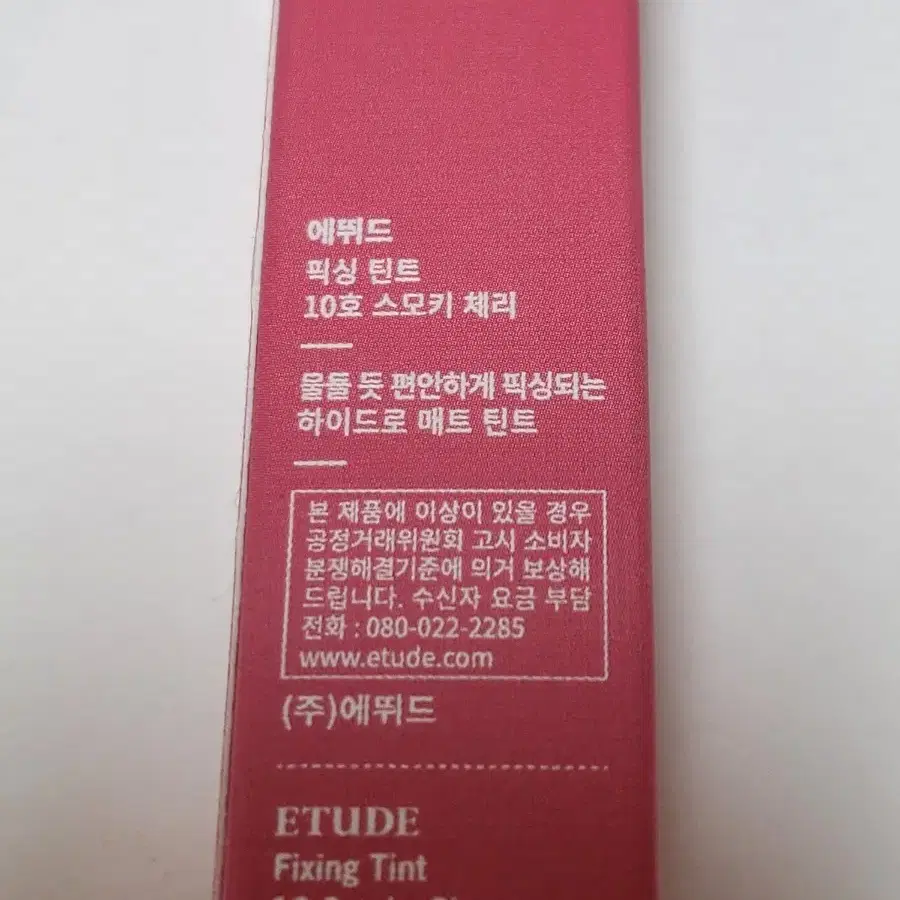 에뛰드
픽싱 틴트
10호 스모키 체리
물들 듯 편안하게 픽싱되는
하이드로 매트 틴트
본 제품에 이상이 있을 경우
공정거래위원회 고시 소비자
분쟁해결기준에 의거 보상해
드립니다. 수신자 요금 부담
전화 : 080-022-2285
www.etude.com
(주)에뛰드
ETUDE
Fixing Tint